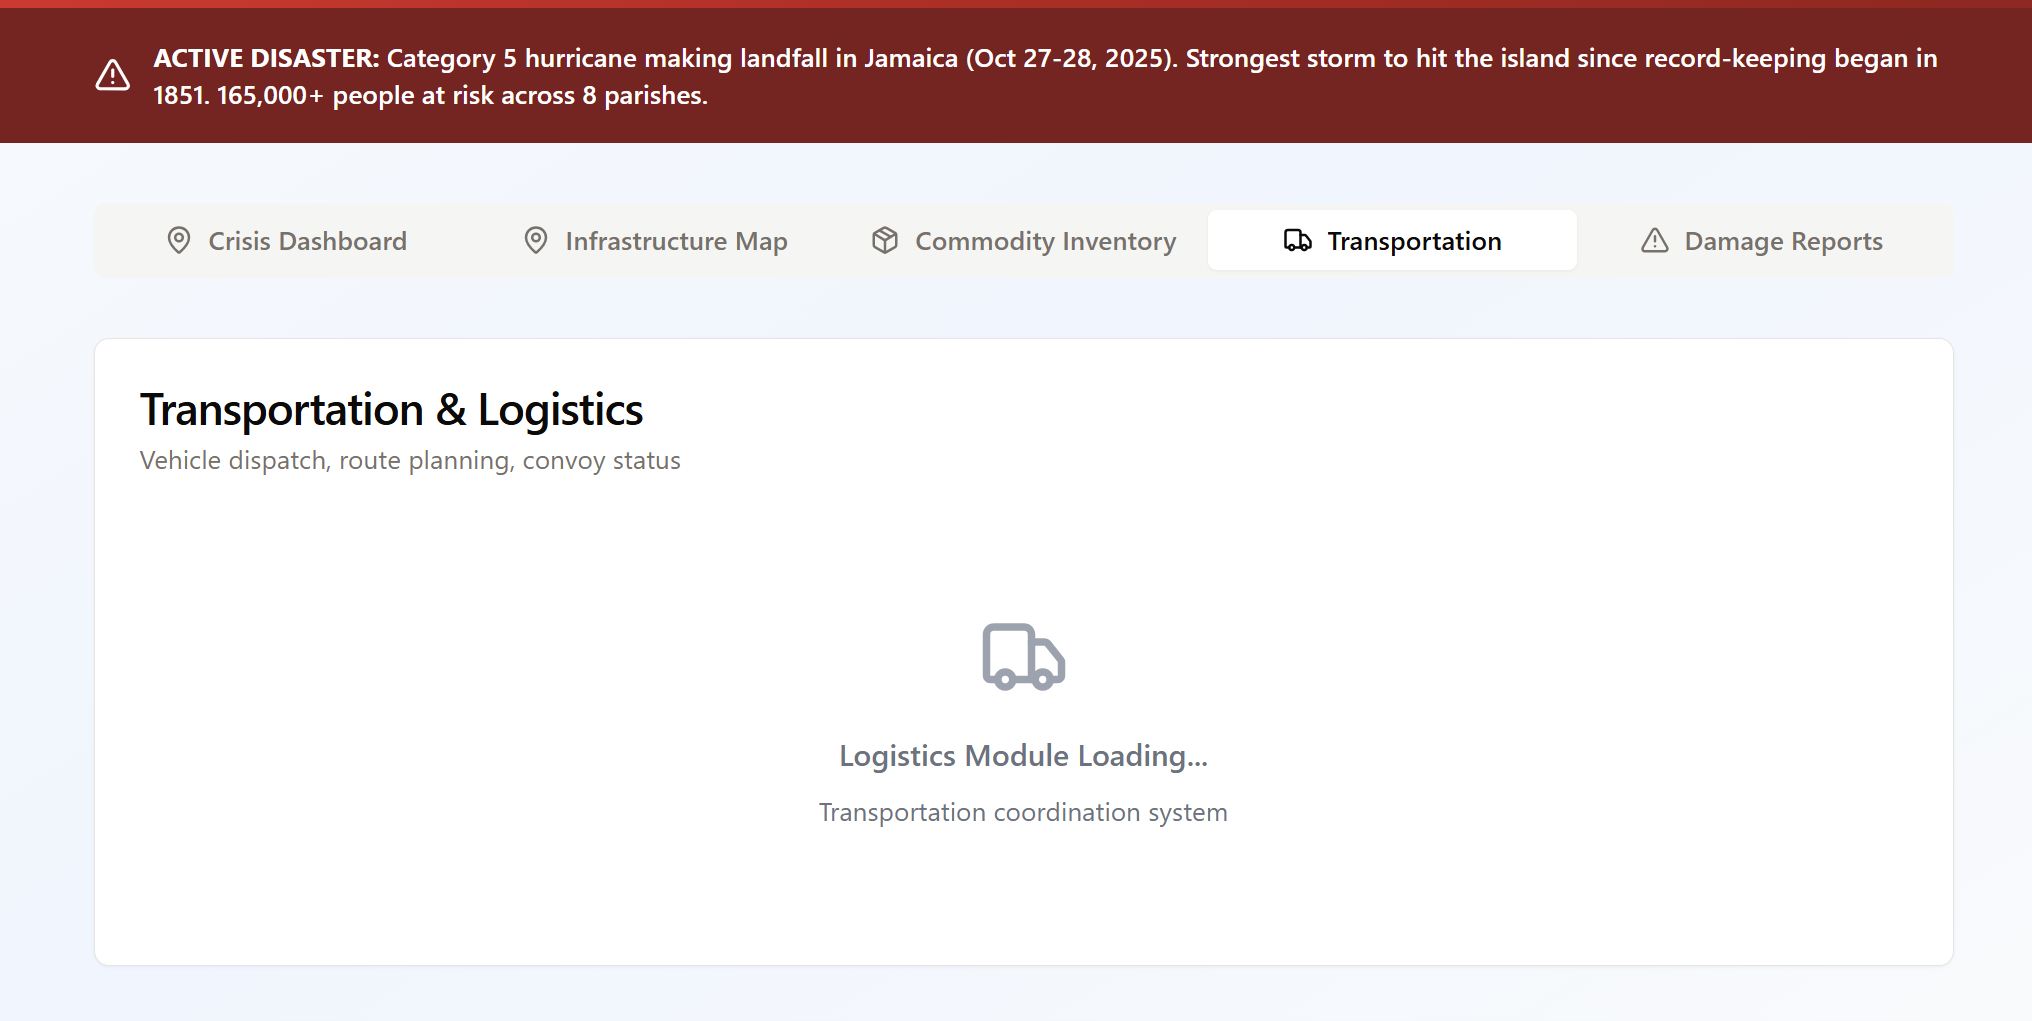 ACTIVE DISASTER: Category 5 hurricane making landfall in Jamaica (Oct 27-28, 2025). Strongest storm to hit the island since record-keeping began in
1851. 165,000+ people at risk across 8 parishes.
Crisis Dashboard
Infrastructure Map
Commodity Inventory
Transportation
Damage Reports
Transportation & Logistics
Vehicle dispatch, route planning, convoy status
Logistics Module Loading...
Transportation coordination system